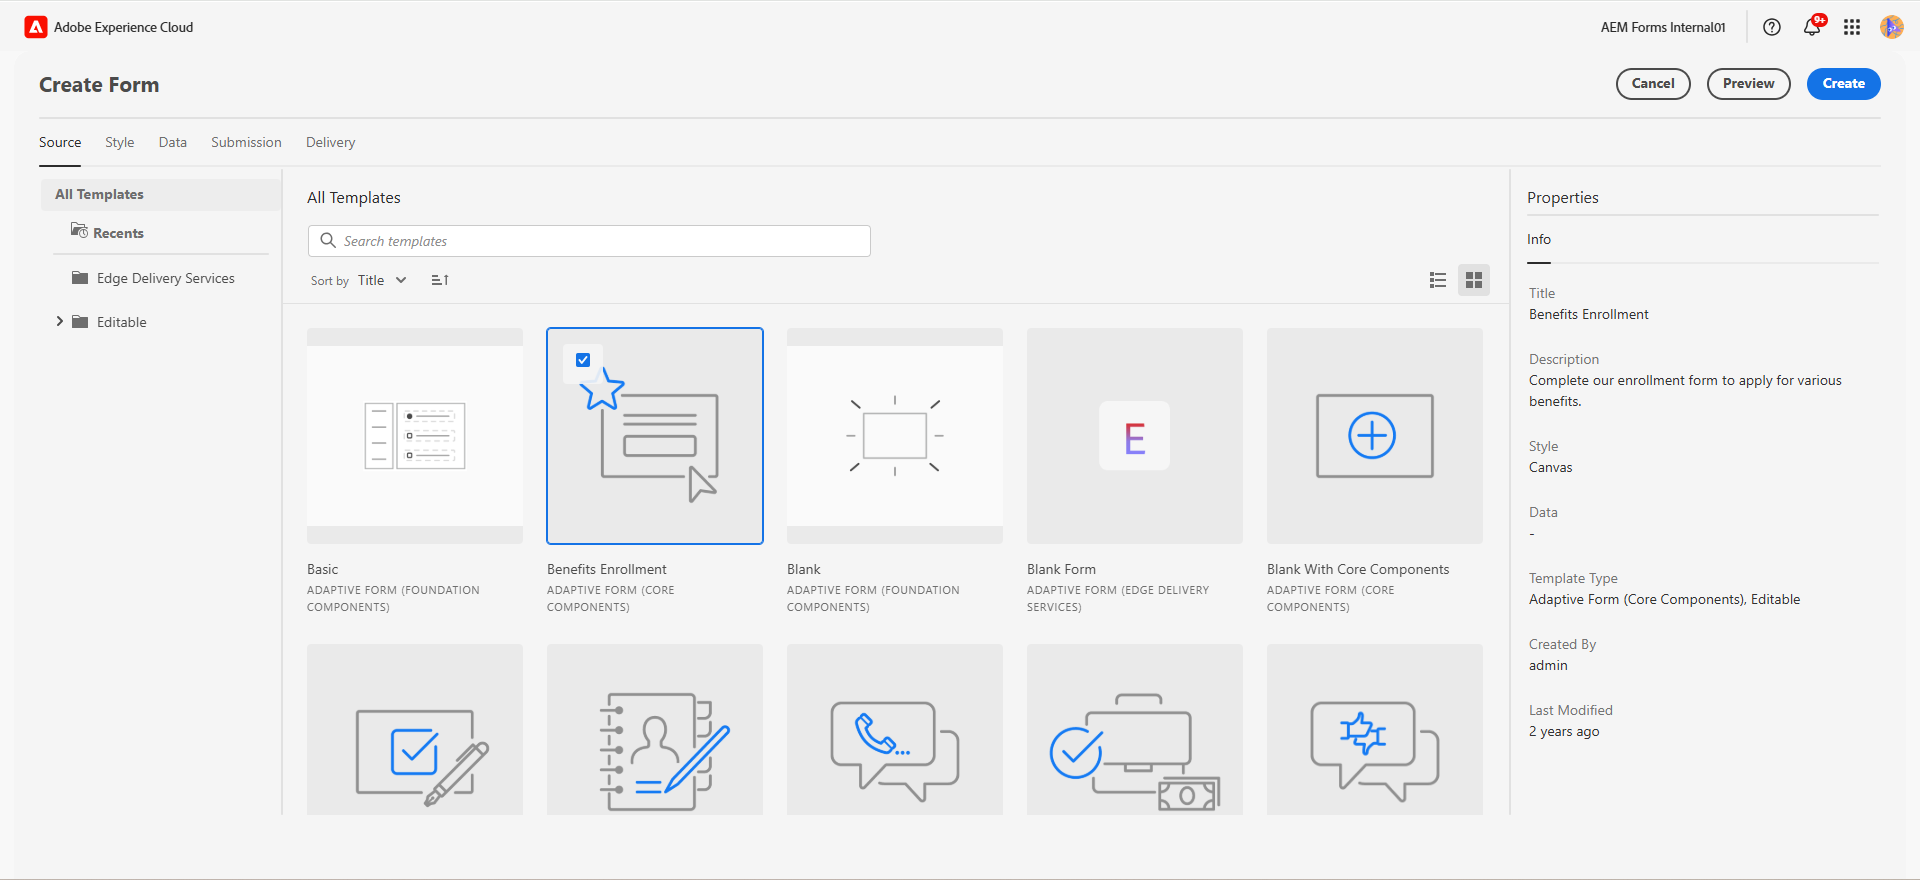 Adobe Experience Cloud
AEM Forms Internal01
9+
Create Form
Cancel
Preview
Create
Source
Style
Data
Submission
Delivery
All Templates
Recents
Edge Delivery Services
Editable
All Templates
Search templates
Sort by Title
Basic
ADAPTIVE FORM (FOUNDATION
COMPONENTS)
Benefits Enrollment
ADAPTIVE FORM (CORE
COMPONENTS)
Blank
ADAPTIVE FORM (FOUNDATION
COMPONENTS)
E
Blank Form
ADAPTIVE FORM (EDGE DELIVERY
SERVICES)
Blank With Core Components
ADAPTIVE FORM (CORE
COMPONENTS)
Properties
Info
Title
Benefits Enrollment
Description
Complete our enrollment form to apply for various
benefits.
Style
Canvas
Data
-
Template Type
Adaptive Form (Core Components), Editable
Created By
admin
Last Modified
2 years ago